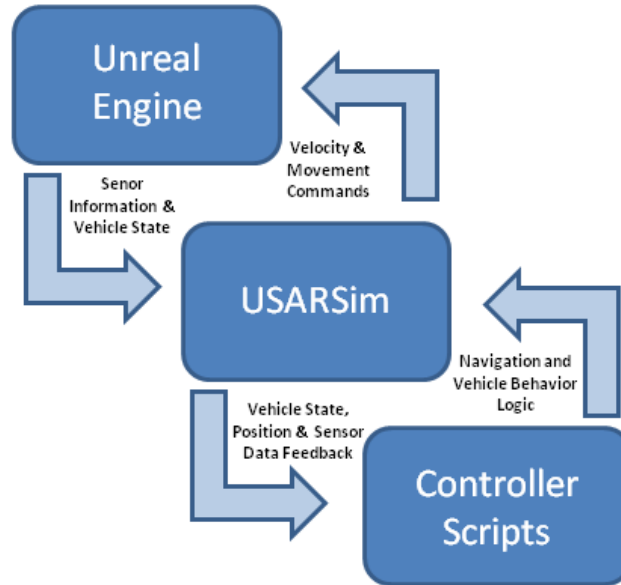 Unreal
Engine
Velocity &
Movement
Commands
Senor
Information &
Vehicle State
USARSim
Navigation and
Vehicle Behavior
Logic
Vehicle State,
Position & Sensor
Data Feedback
Controller
Scripts